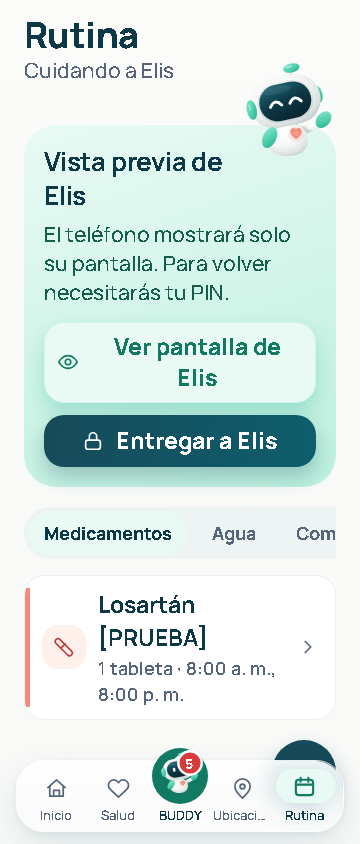 Rutina
Cuidando a Elis
Vista previa de
Elis
El teléfono mostrará solo
su pantalla. Para volver
necesitarás tu PIN.
Ver pantalla de
Elis
Entregar a Elis
Medicamentos Agua Com
Losartán
[PRUEBA]
1 tableta · 8:00 a. m.,
8:00 p. m.
5
Inicio Salud BUDDY Ubicaci... Rutina